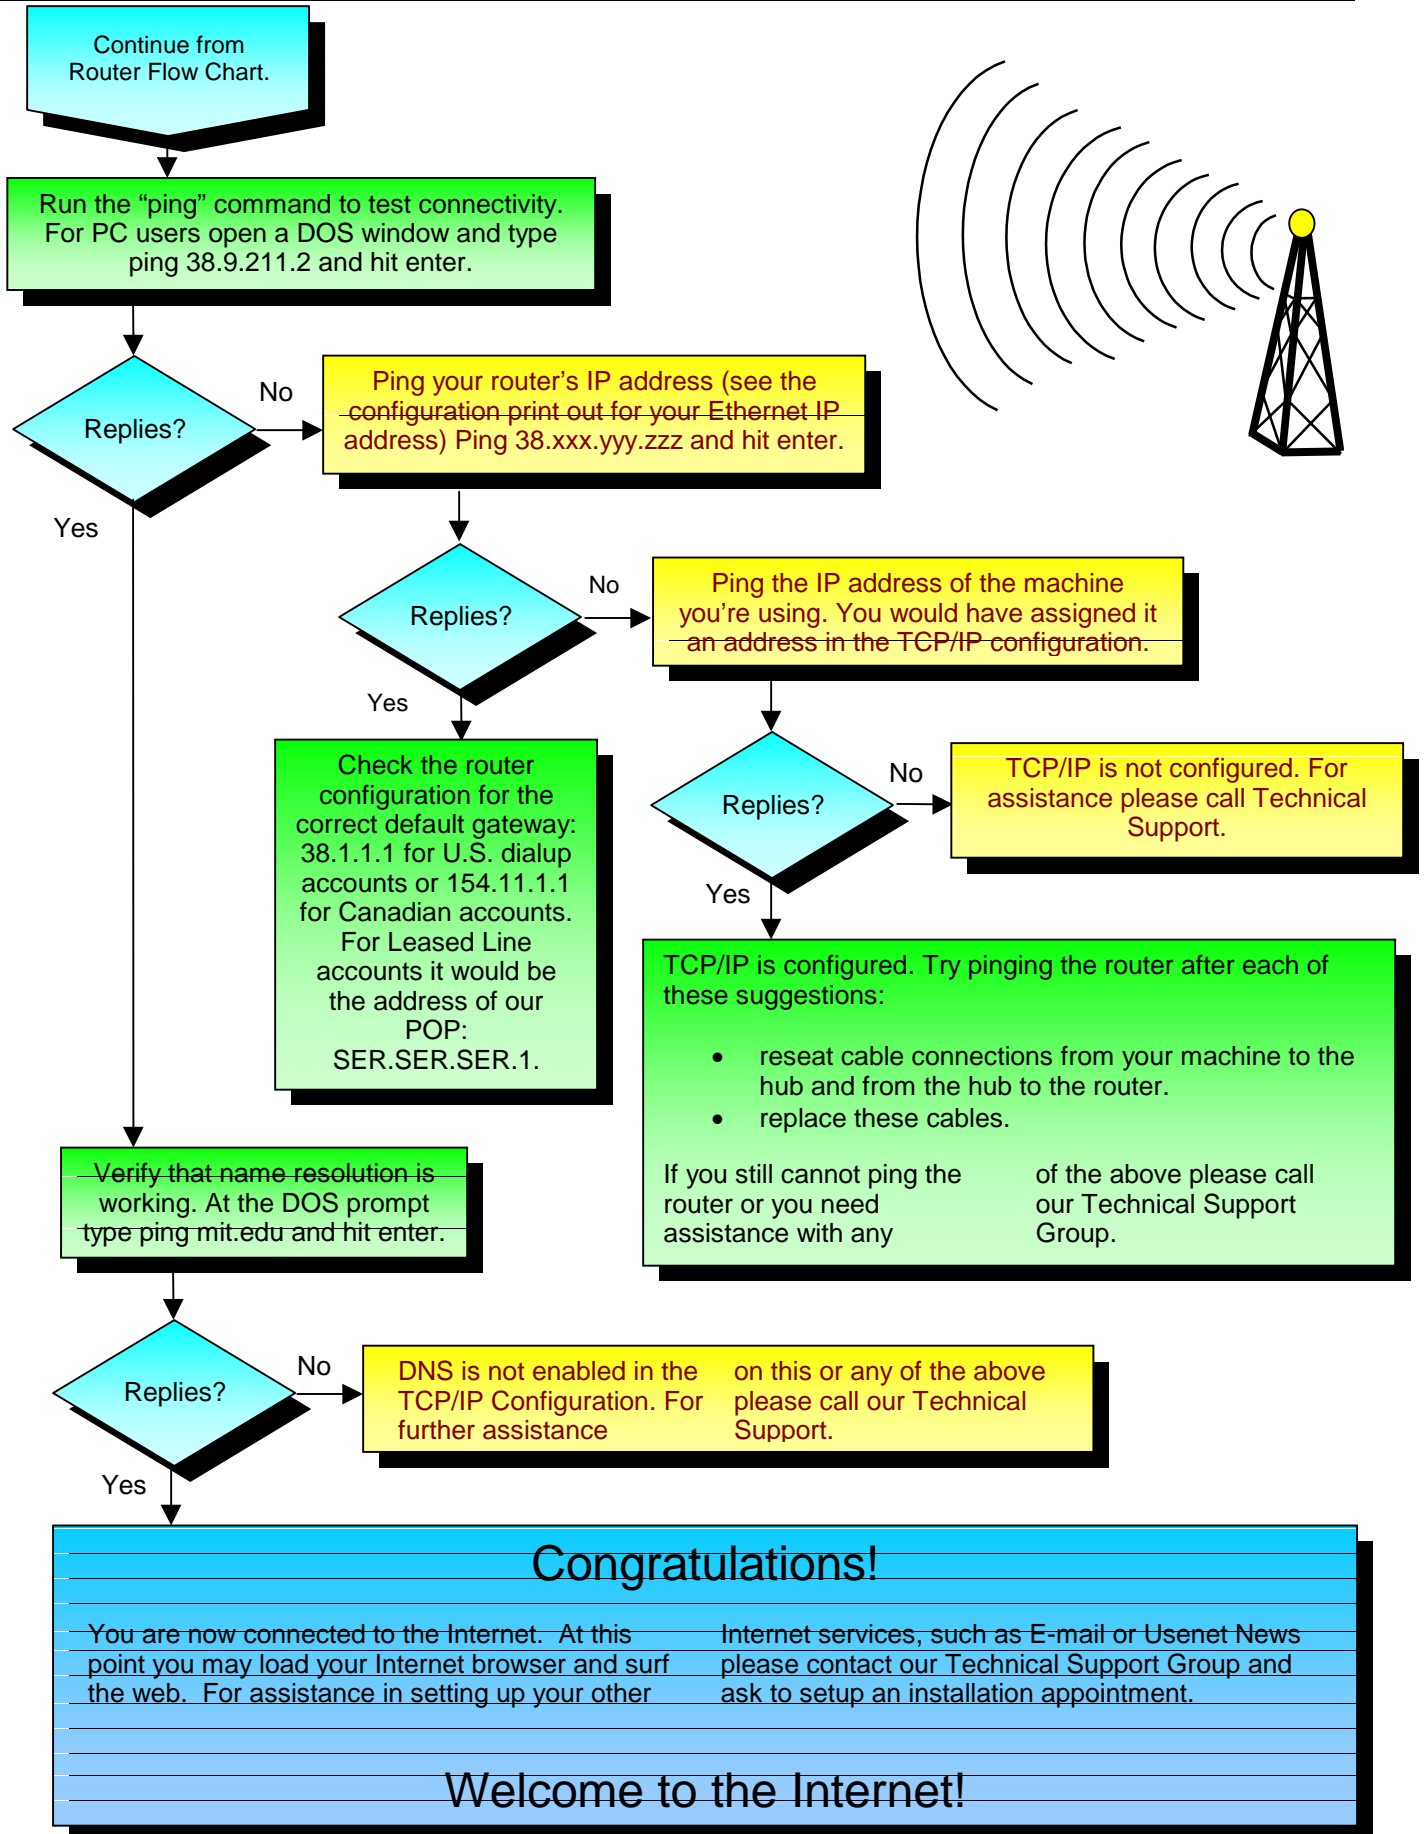 Continue from
Router Flow Chart.
Run the “ping” command to test connectivity.
For PC users open a DOS window and type
ping 38.9.211.2 and hit enter.
Replies?
No
Ping your router’s IP address (see the
configuration print out for your Ethernet IP
address) Ping 38.xxx.yyy.zzz and hit enter.
Yes
Replies?
No
Ping the IP address of the machine
you’re using. You would have assigned it
an address in the TCP/IP configuration.
Yes
Check the router
configuration for the
correct default gateway:
38.1.1.1 for U.S. dialup
accounts or 154.11.1.1
for Canadian accounts.
For Leased Line
accounts it would be
the address of our
POP:
SER.SER.SER.1.
Replies?
No
TCP/IP is not configured. For
assistance please call Technical
Support.
Yes
TCP/IP is configured. Try pinging the router after each of
these suggestions:
• reseat cable connections from your machine to the
hub and from the hub to the router.
• replace these cables.
If you still cannot ping the
router or you need
assistance with any
of the above please call
our Technical Support
Group.
Verify that name resolution is
working. At the DOS prompt
type ping mit.edu and hit enter.
Replies?
No
DNS is not enabled in the
TCP/IP Configuration. For
further assistance
on this or any of the above
please call our Technical
Support.
Yes
Congratulations!
You are now connected to the Internet.  At this
point you may load your Internet browser and surf
the web.  For assistance in setting up your other
Internet services, such as E-mail or Usenet News
please contact our Technical Support Group and
ask to setup an installation appointment.
Welcome to the Internet!